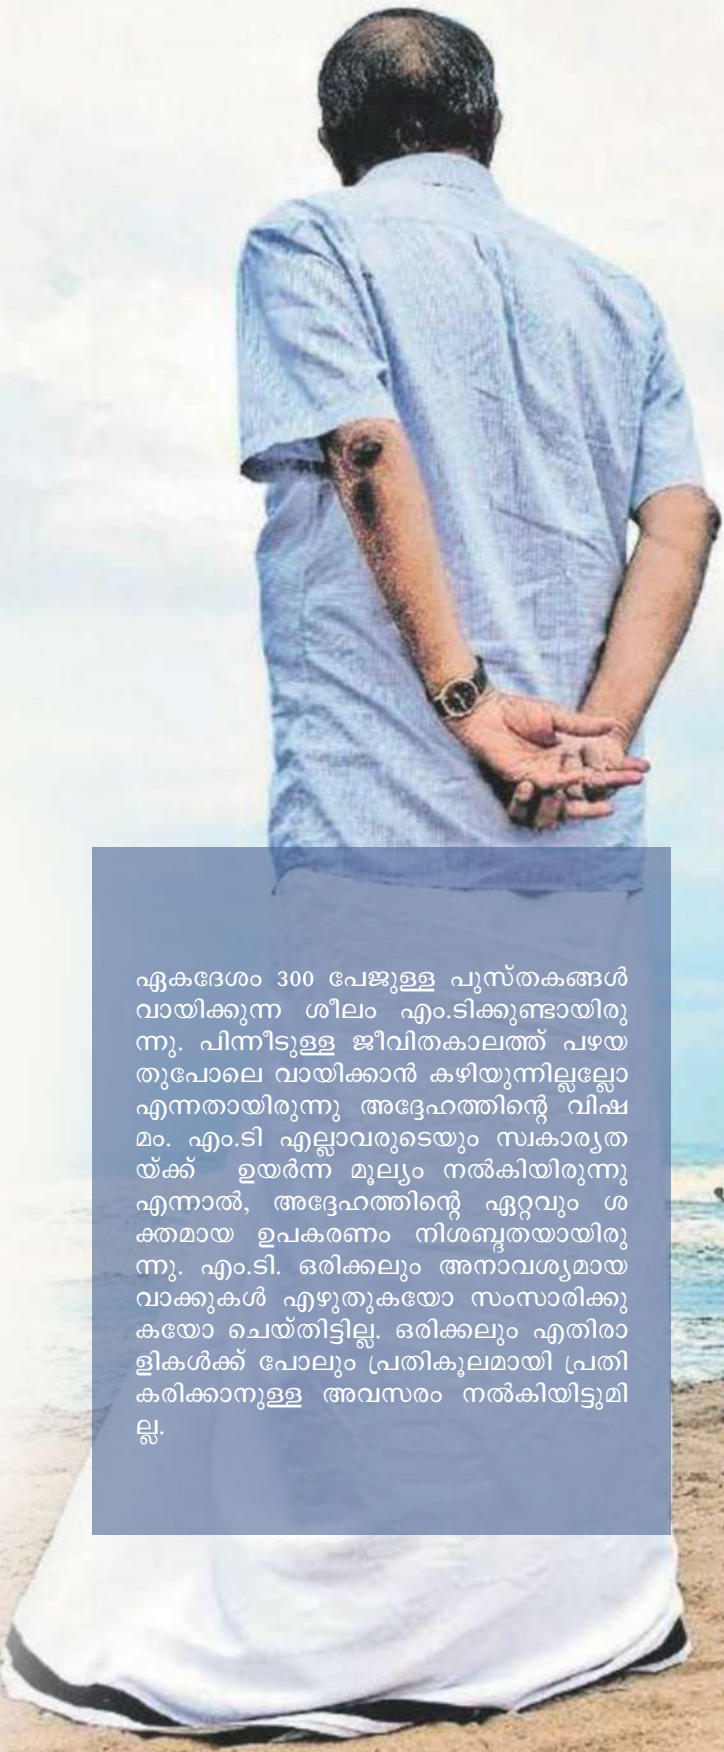 ഏകദേശം 300 പേജുള്ള പുസ്തകങ്ങൾ
വായിക്കുന്ന ശീലം എം.ടിക്കുണ്ടായിരു
ന്നു. പിന്നീടുള്ള ജീവിതകാലത്ത് പഴയ
തുപോലെ വായിക്കാൻ കഴിയുന്നില്ലല്ലോ
എന്നതായിരുന്നു അദ്ദേഹത്തിന്റെ വിഷ
മം. എം.ടി എല്ലാവരുടെയും സ്വകാര്യത
യ്ക്ക് ഉയർന്ന മൂല്യം നൽകിയിരുന്നു
എന്നാൽ, അദ്ദേഹത്തിന്റെ ഏറ്റവും ശ
ക്തമായ ഉപകരണം നിശബ്ദതയായിരു
ന്നു. എം.ടി. ഒരിക്കലും അനാവശ്യമായ
വാക്കുകൾ എഴുതുകയോ സംസാരിക്കു
കയോ ചെയ്തിട്ടില്ല. ഒരിക്കലും എതിരാ
ളികൾക്ക് പോലും പ്രതികൂലമായി പ്രതി
കരിക്കാനുള്ള അവസരം നൽകിയിട്ടുമി
ല്ല.